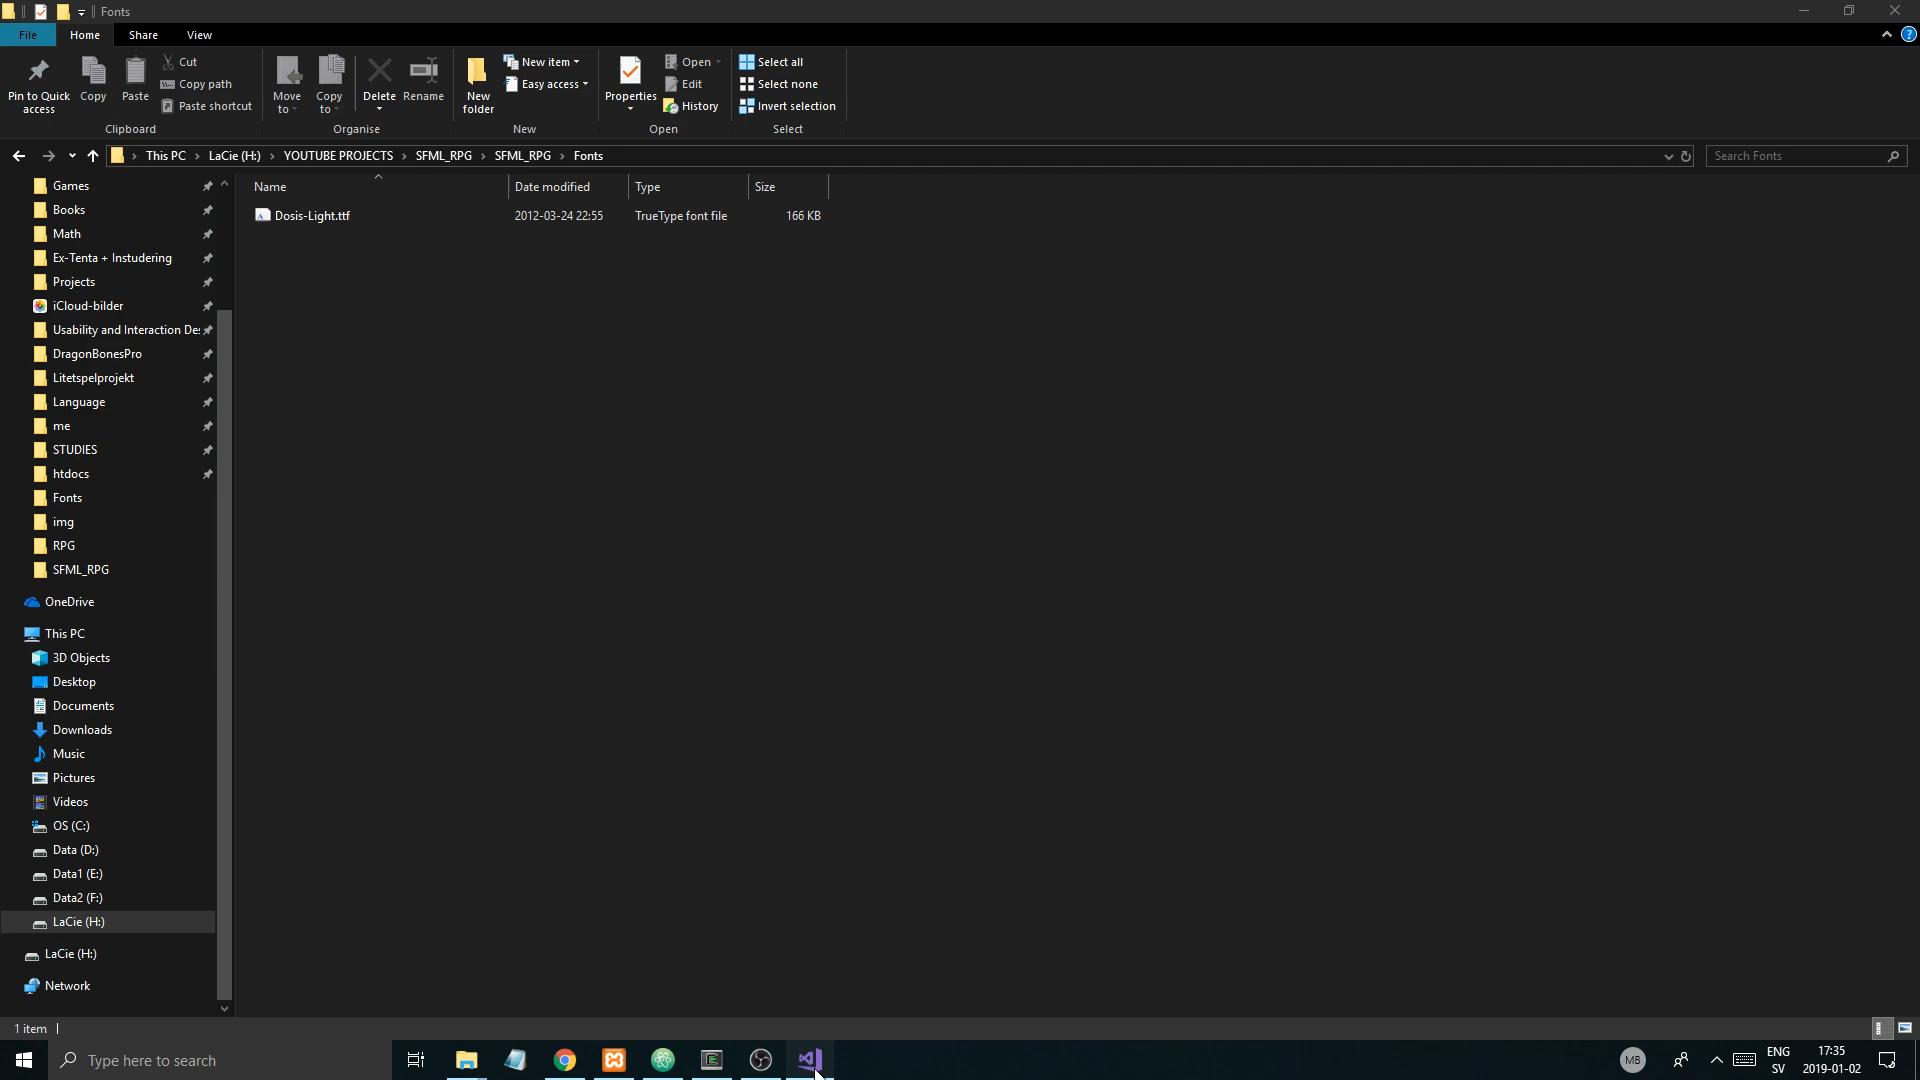 Fonts
File
Home
Share
View
Pin to Quick access
Copy
Paste
Cut
Copy path
Paste shortcut
Clipboard
Move to
Copy to
Delete
Rename
Organise
New folder
New item
Easy access
New
Properties
Open
Edit
History
Open
Select all
Select none
Invert selection
Select
This PC
LaCie (H:)
YOUTUBE PROJECTS
SFML_RPG
SFML_RPG
Fonts
Search Fonts
Games
Books
Math
Ex-Tenta + Instudering
Projects
iCloud-bilder
Usability and Interaction De
DragonBonesPro
Litetspelprojekt
Language
me
STUDIES
htdocs
Fonts
img
RPG
SFML_RPG
OneDrive
This PC
3D Objects
Desktop
Documents
Downloads
Music
Pictures
Videos
OS (C:)
Data (D:)
Data1 (E:)
Data2 (F:)
LaCie (H:)
LaCie (H:)
Network
Name
Date modified
Type
Size
Dosis-Light.ttf
2012-03-24 22:55
TrueType font file
166 KB
1 item
Type here to search
MB
ENG
SV
17:35
2019-01-02